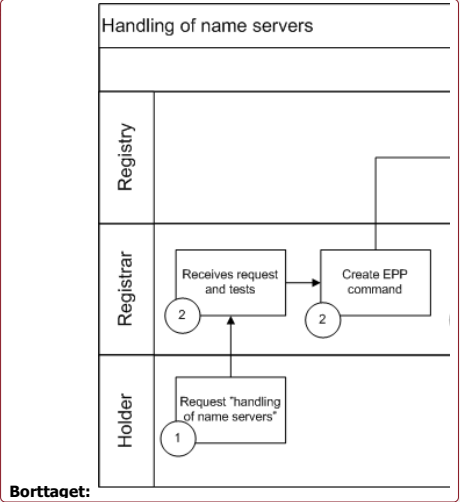 Handling of name servers
Registry
Registrar
Receives request
and tests
2
Create EPP
command
2
Holder
Request "handling
of name servers"
1
Borttaget: